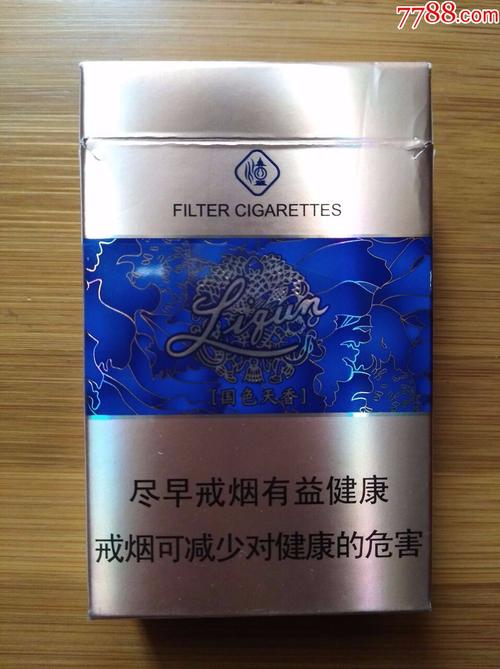 7788.com
FILTER CIGARETTES
Liqun
[国色天香]
尽早戒烟有益健康
戒烟可减少对健康的危害